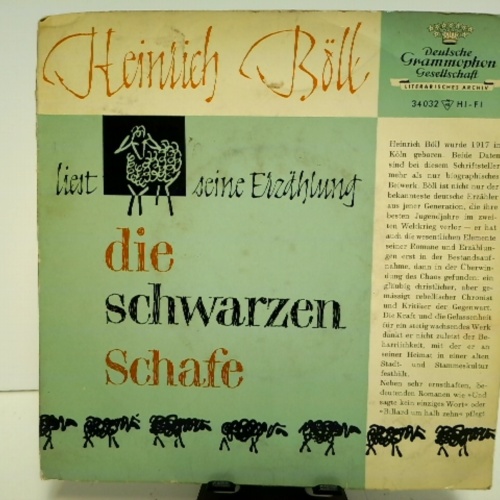 Heinrich Böll
Deutsche
Grammophon
Gesellschaft
LITERARISCHES ARCHIV
34032 HI-FI
liest seine Erzählung
die
schwarzen
Schafe
Heinrich Böll wurde 1917 in
Köln geboren. Beide Daten
sind bei diesem Schriftsteller
mehr als nur biographisches
Beiwerk. Böll ist nicht nur der
bekannteste deutsche Erzähler
aus jener Generation, die ihre
besten Jugendjahre im zwei-
ten Weltkrieg verlor — er hat
auch die wesentlichen Elemente
seiner Romane und Erzählun-
gen erst in der Bestandsauf-
nahme, dann in der Überwin-
dung des Chaos gefunden: ein
gläubig christlicher, aber ge-
mässigt rebellischer Chronist
und Kritiker der Gegenwart.
Die Kraft und die Gelassenheit
für ein stetig wachsendes Werk
dankt er nicht zuletzt der Be-
harrlichkeit, mit der er an
seiner Heimat in einer alten
Stadt- und Stammeskultur
festhält.
Neben sehr ernsthaften, be-
deutenden Romanen wie »Und
sagte kein einziges Wort« oder
»Billard um halb zehn« pflegt